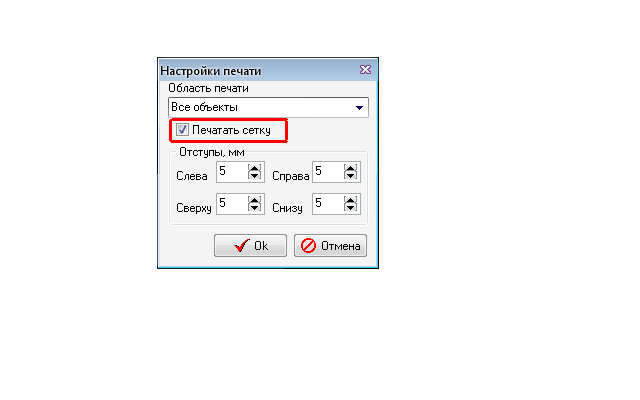 Настройки печати
Область печати
Все объекты
Печатать сетку
Отступы, мм
Слева 5 Справа 5
Сверху 5 Снизу 5
Ok Отмена